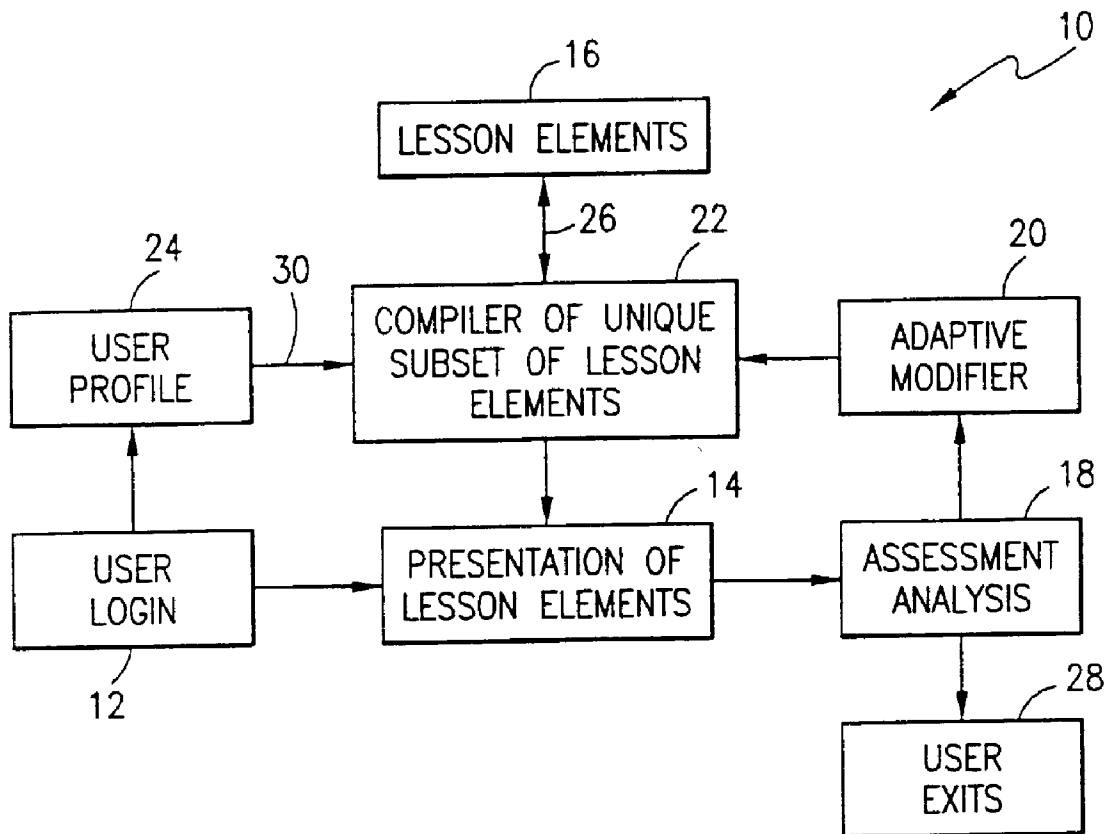 10
16
LESSON ELEMENTS
26
22
24
30
20
USER
PROFILE
COMPILER OF UNIQUE
SUBSET OF LESSON
ELEMENTS
ADAPTIVE
MODIFIER
14
18
USER
LOGIN
PRESENTATION OF
LESSON ELEMENTS
ASSESSMENT
ANALYSIS
12
28
USER
EXITS